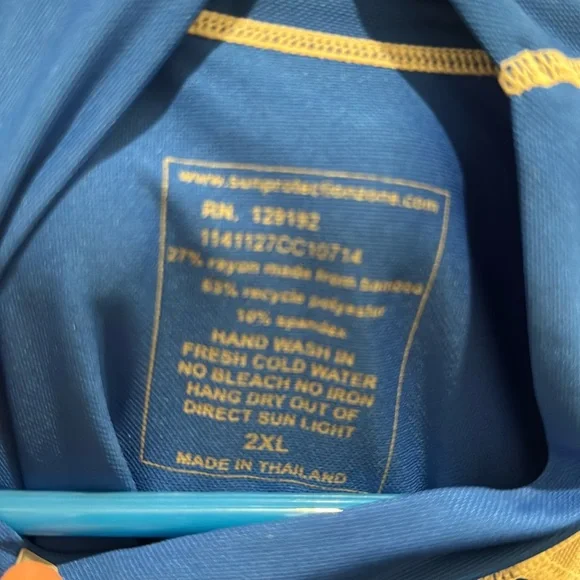 www.sunprotectionzone.com
RN. 129192
1141127CC10714
27% rayon made from bamboo
63% recycle polyester
10% spandex
HAND WASH IN
FRESH COLD WATER
NO BLEACH NO IRON
HANG DRY OUT OF
DIRECT SUN LIGHT
2XL
MADE IN THAILAND